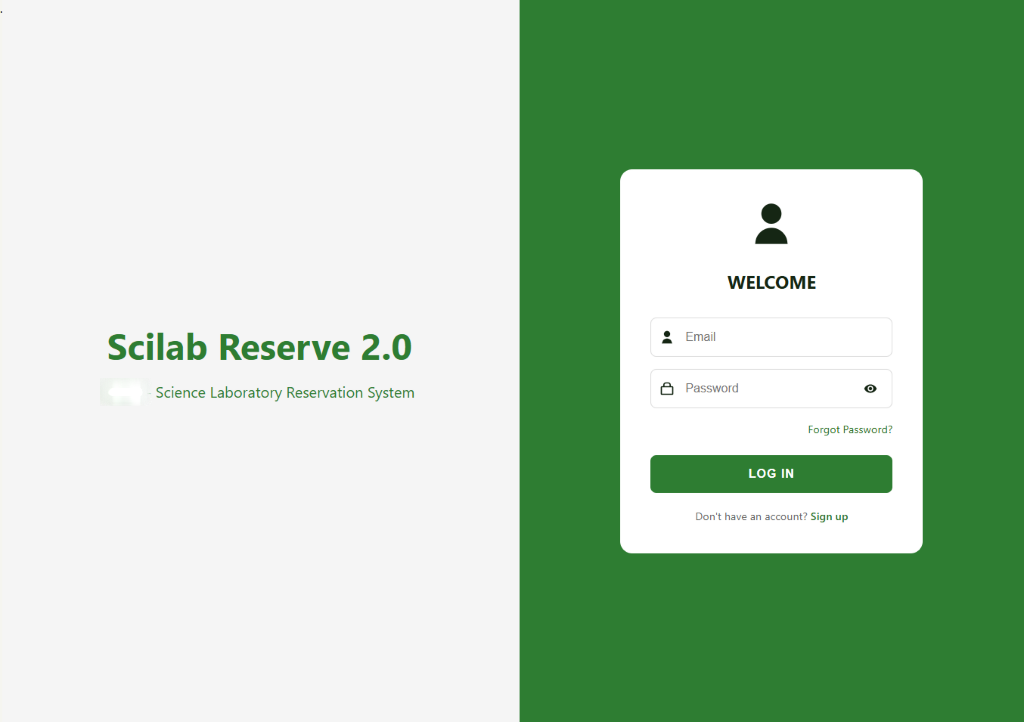 Scilab Reserve 2.0
- Science Laboratory Reservation System
WELCOME
Email
Password
Forgot Password?
LOG IN
Don't have an account? Sign up